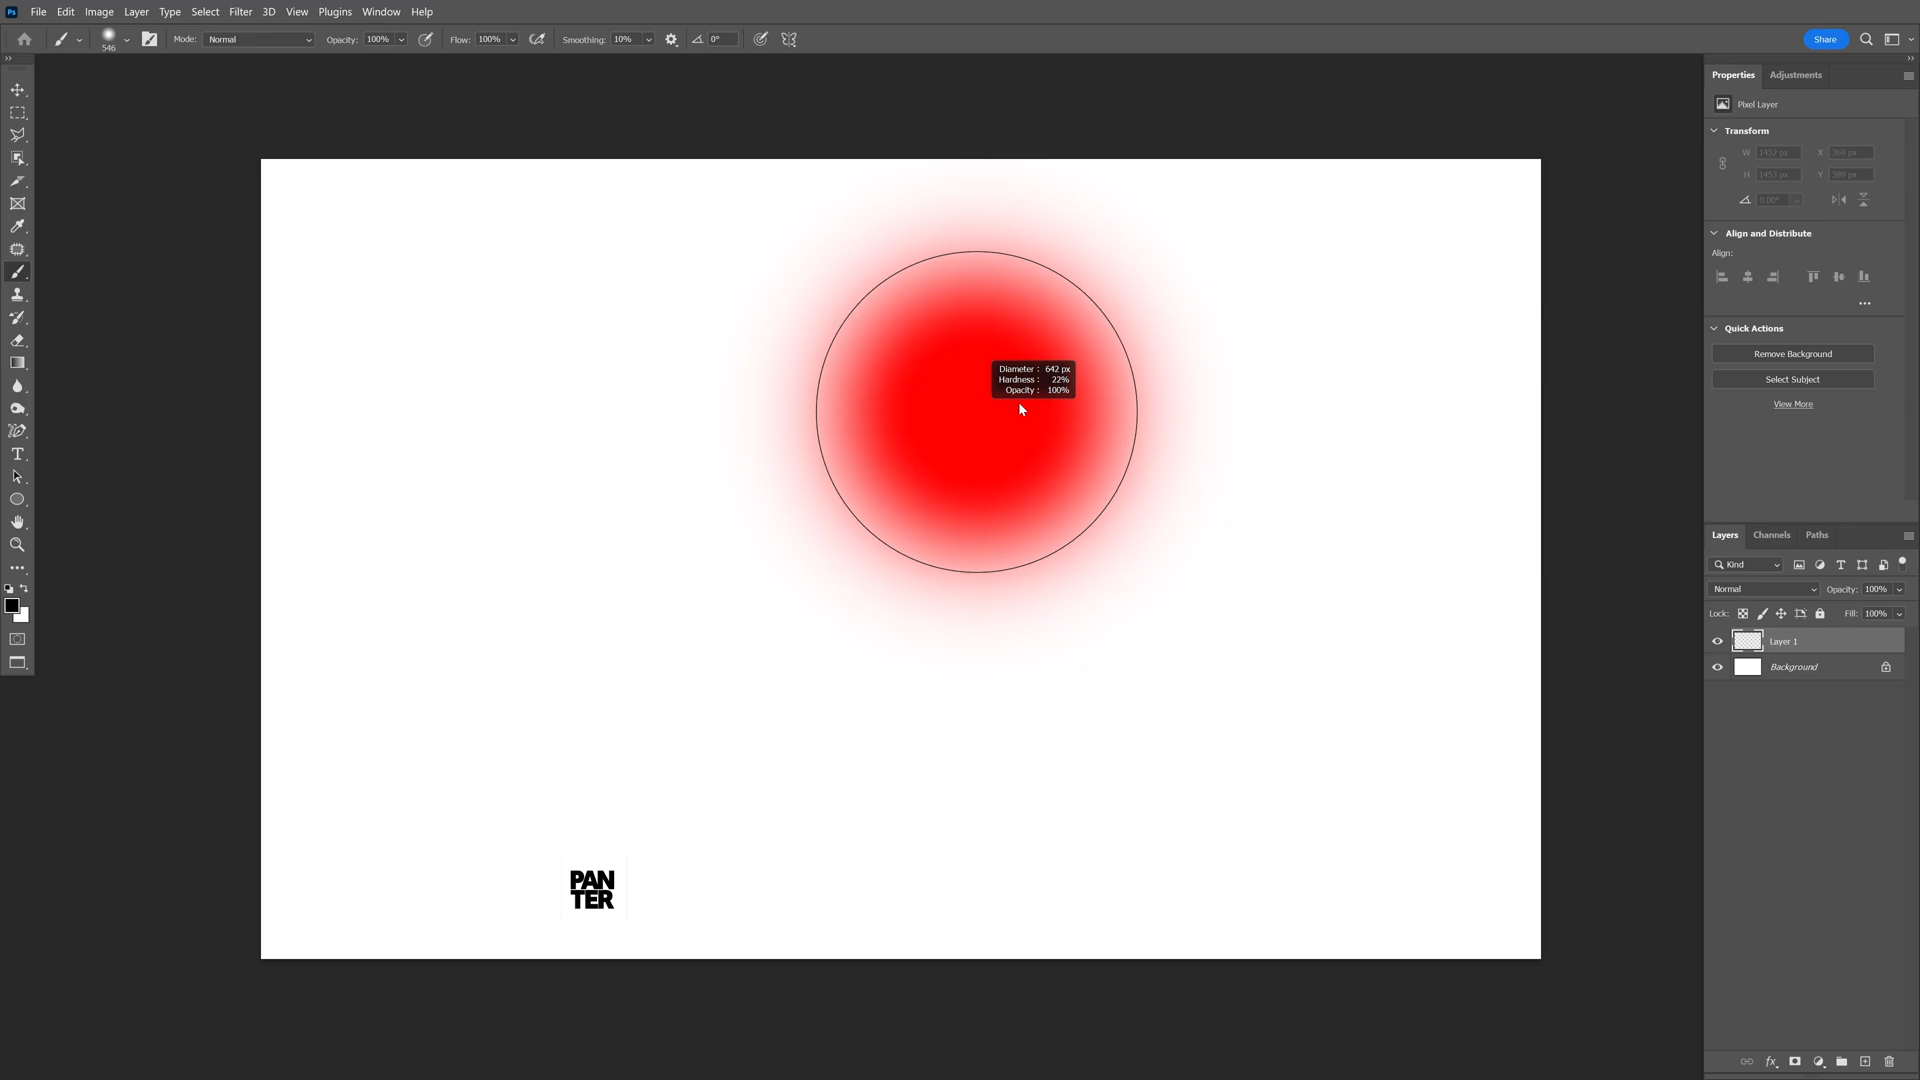 Ps File Edit Image Layer Type Select Filter 3D View Plugins Window Help
546 Mode: Normal Opacity: 100% Flow: 100% Smoothing: 10% 0° Share
Properties Adjustments
Pixel Layer
Transform
W 1452 px X 369 px
H 1453 px Y 389 px
0.00°
Align and Distribute
Align:
Quick Actions
Remove Background
Select Subject
View More
Diameter : 642 px
Hardness : 22%
Opacity : 100%
Layers Channels Paths
Kind
Normal Opacity: 100%
Lock: Fill: 100%
Layer 1
Background
PAN
TER